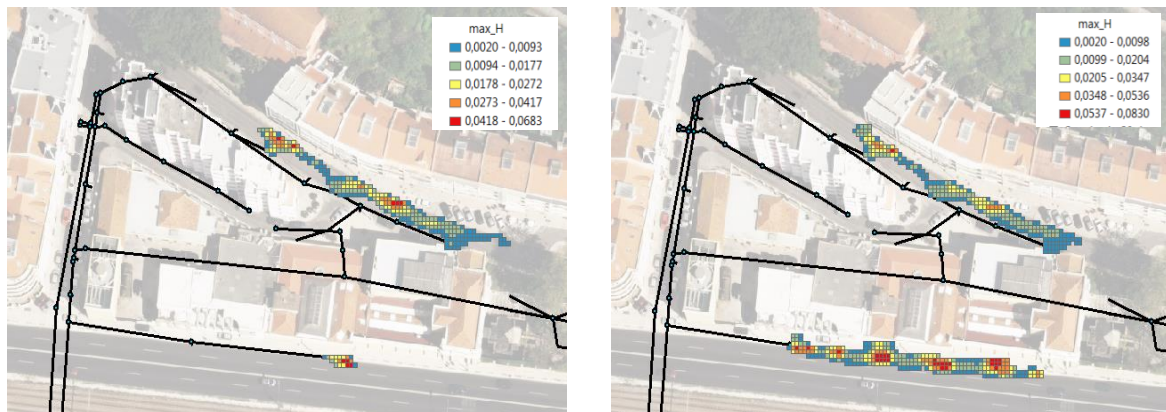 max_H
0,0020 - 0,0093
0,0094 - 0,0177
0,0178 - 0,0272
0,0273 - 0,0417
0,0418 - 0,0683
max_H
0,0020 - 0,0098
0,0099 - 0,0204
0,0205 - 0,0347
0,0348 - 0,0536
0,0537 - 0,0830